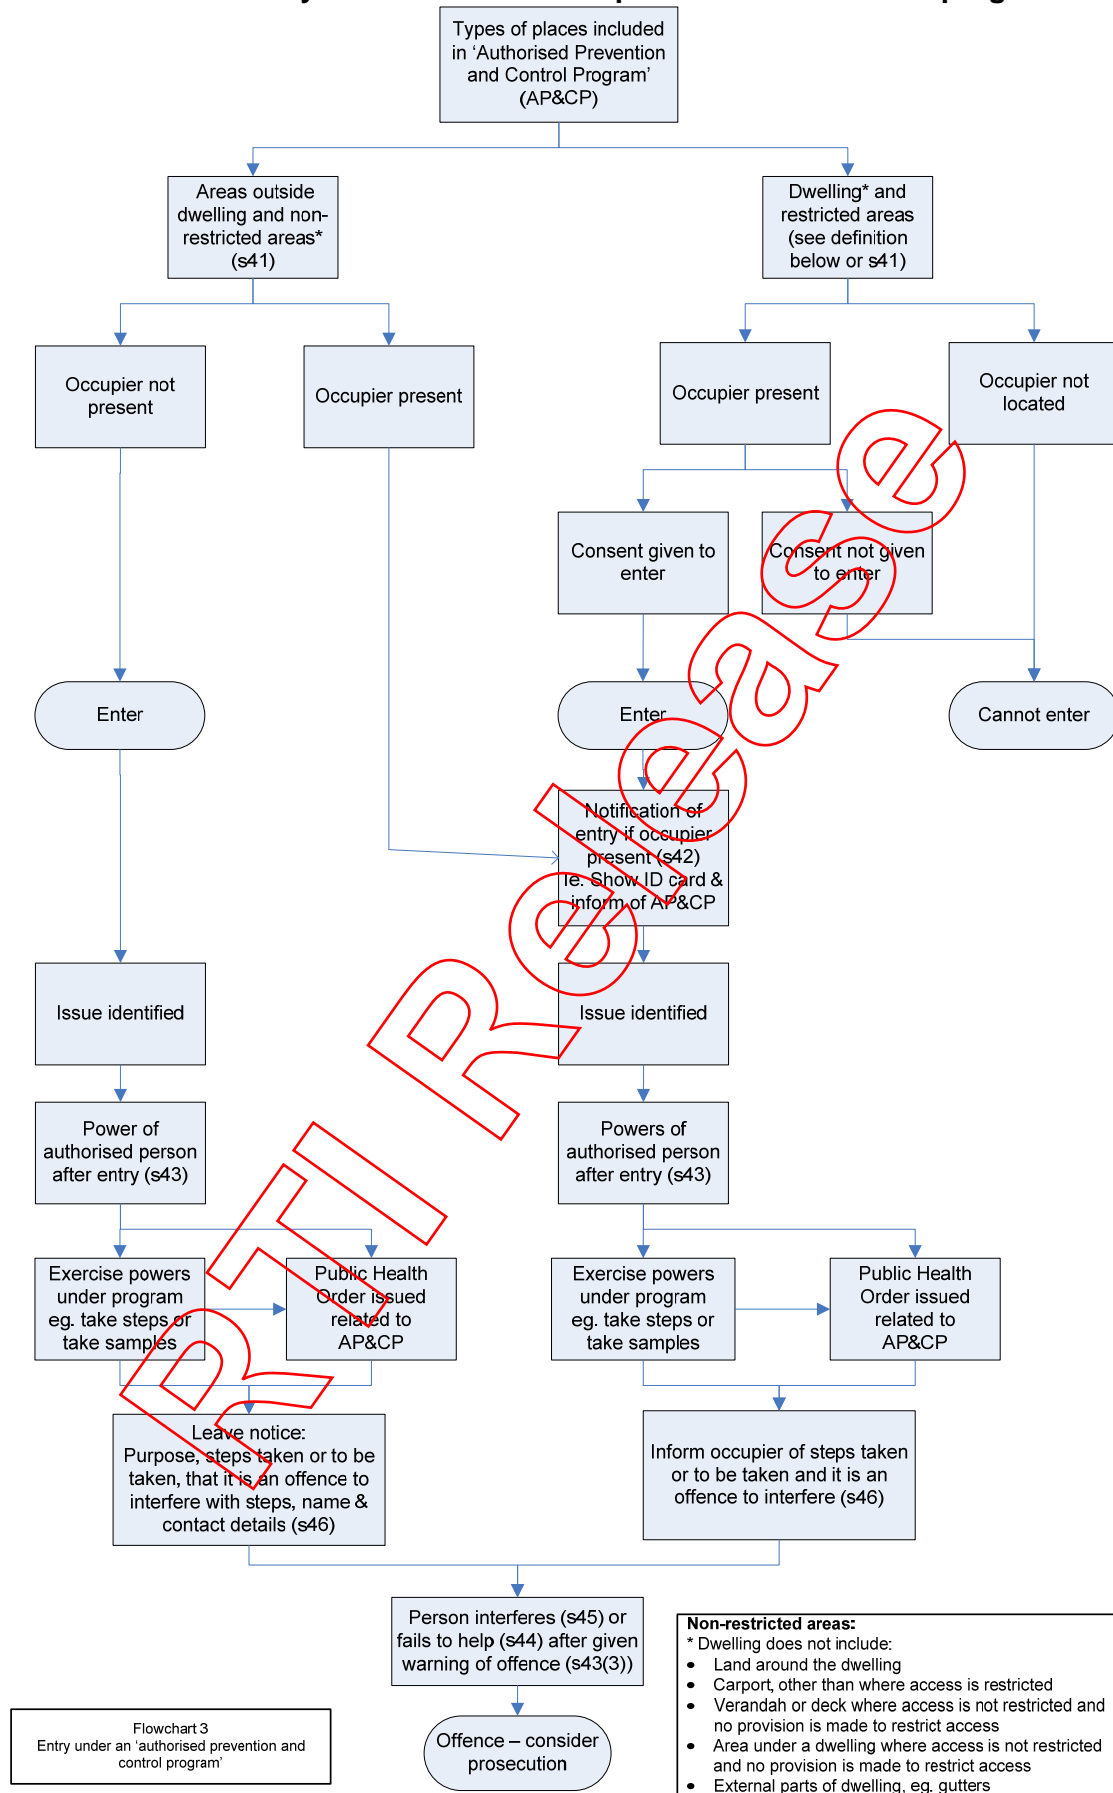 Types of places included
in ‘Authorised Prevention
and Control Program’
(AP&CP)
Areas outside
dwelling and non-
restricted areas*
(s41)
Dwelling* and
restricted areas
(see definition
below or s41)
Occupier not
present
Occupier present
Occupier present
Occupier not
located
Consent given to
enter
Consent not given
to enter
Enter
Enter
Cannot enter
Notification of
entry if occupier
present (s42)
Ie. Show ID card &
inform of AP&CP
Issue identified
Issue identified
Power of
authorised person
after entry (s43)
Powers of
authorised person
after entry (s43)
Exercise powers
under program
eg. take steps or
take samples
Public Health
Order issued
related to
AP&CP
Exercise powers
under program
eg. take steps or
take samples
Public Health
Order issued
related to
AP&CP
Leave notice:
Purpose, steps taken or to be
taken, that it is an offence to
interfere with steps, name &
contact details (s46)
Inform occupier of steps taken
or to be taken and it is an
offence to interfere (s46)
Person interferes (s45) or
fails to help (s44) after given
warning of offence (s43(3))
Offence – consider
prosecution
Flowchart 3
Entry under an ‘authorised prevention and
control program’
Non-restricted areas:
* Dwelling does not include:
• Land around the dwelling
• Carport, other than where access is restricted
• Verandah or deck where access is not restricted and
no provision is made to restrict access
• Area under a dwelling where access is not restricted
and no provision is made to restrict access
• External parts of dwelling, eg. gutters
RTI Release